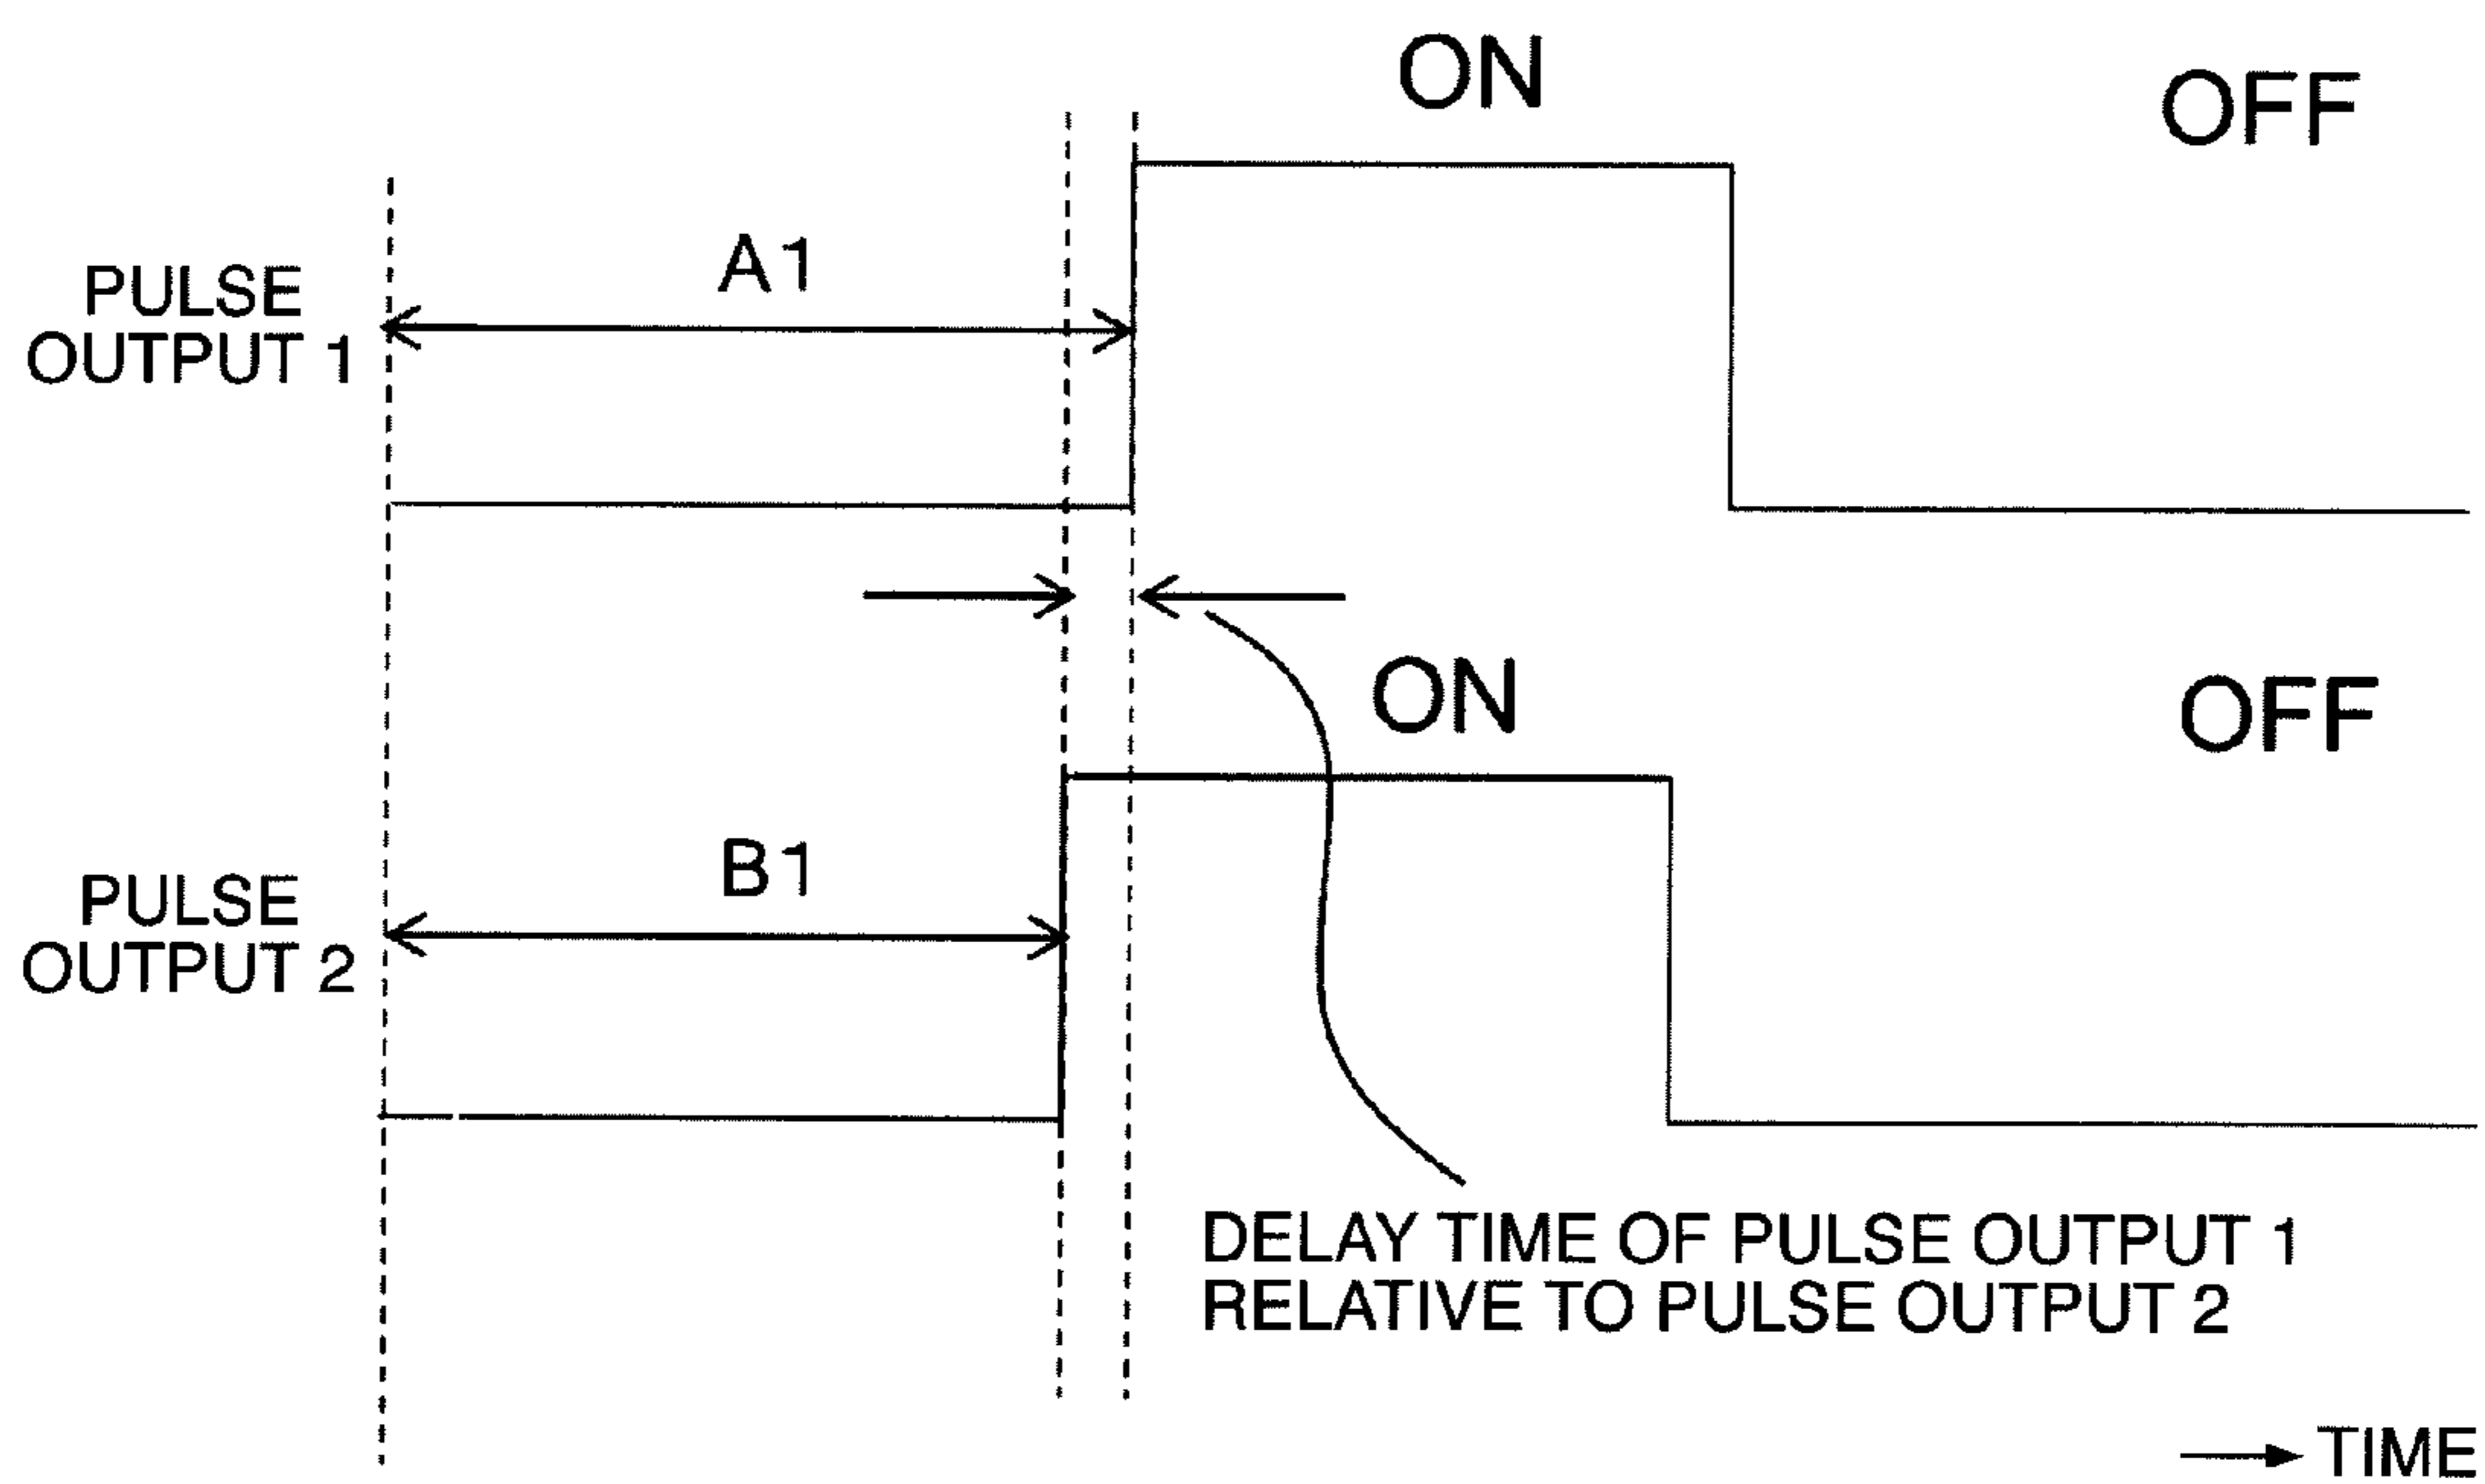 ON
OFF
A1
PULSE
OUTPUT 1
ON
OFF
B1
PULSE
OUTPUT 2
DELAY TIME OF PULSE OUTPUT 1
RELATIVE TO PULSE OUTPUT 2
TIME